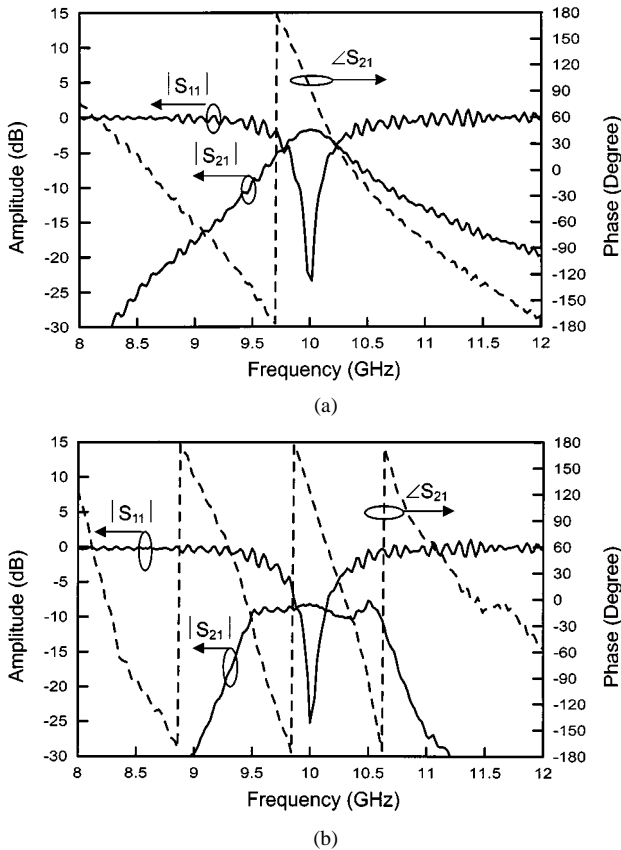 15
10
5
0
-5
-10
-15
-20
-25
-30
Amplitude (dB)
|S11|
|S21|
∠S21
180
150
120
90
60
30
0
-30
-60
-90
-120
-150
-180
Phase (Degree)
8 8.5 9 9.5 10 10.5 11 11.5 12
Frequency (GHz)
(a)
15
10
5
0
-5
-10
-15
-20
-25
-30
Amplitude (dB)
|S11|
|S21|
∠S21
180
150
120
90
60
30
0
-30
-60
-90
-120
-150
-180
Phase (Degree)
8 8.5 9 9.5 10 10.5 11 11.5 12
Frequency (GHz)
(b)